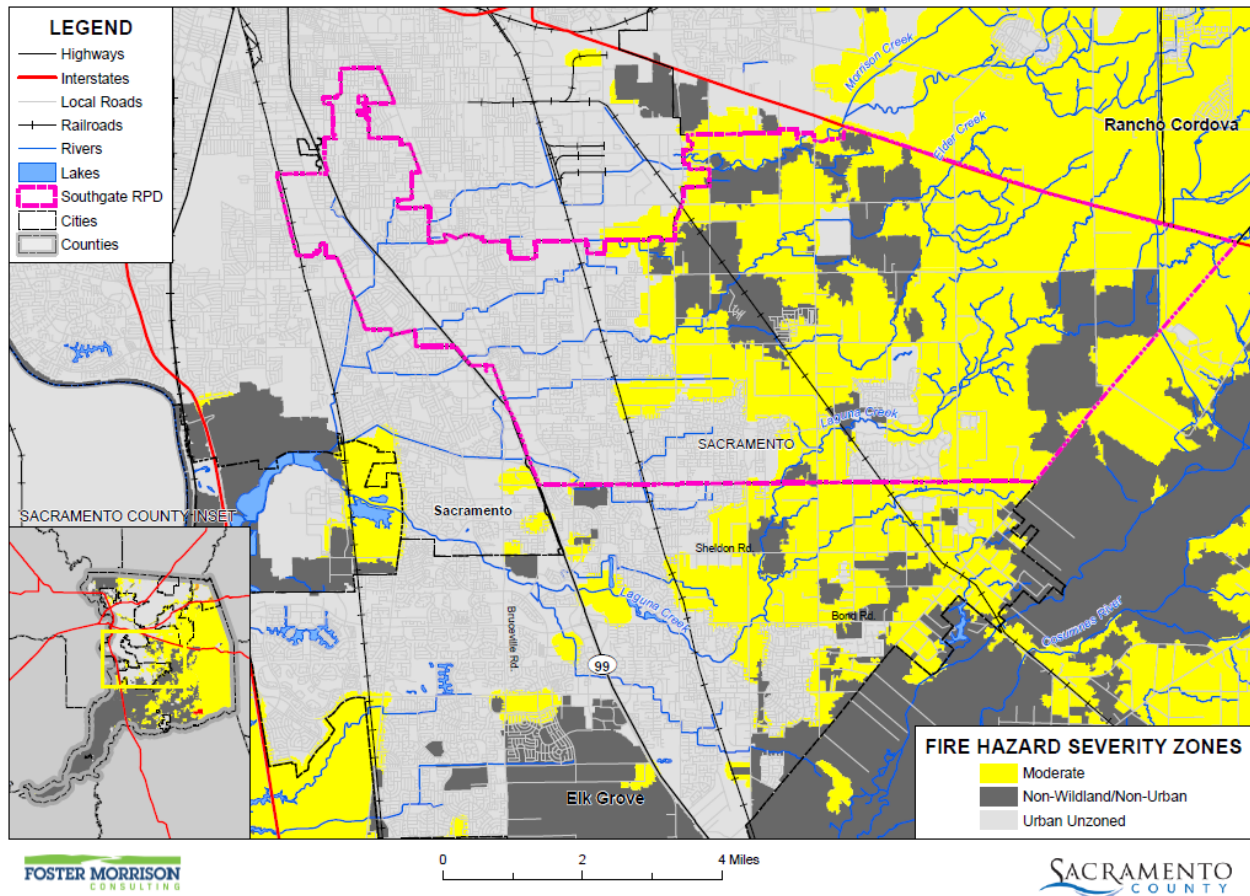 LEGEND
Highways
Interstates
Local Roads
Railroads
Rivers
Lakes
Southgate RPD
Cities
Counties
Morrison Creek
Elder Creek
Rancho Cordova
Laguna Creek
SACRAMENTO
Sacramento
SACRAMENTO COUNTY INSET
Sheldon Rd.
Laguna Creek
Bond Rd.
Bruceville Rd.
Cosumnes River
99
Elk Grove
FIRE HAZARD SEVERITY ZONES
Moderate
Non-Wildland/Non-Urban
Urban Unzoned
FOSTER MORRISON
CONSULTING
0 2 4 Miles
SACRAMENTO
COUNTY